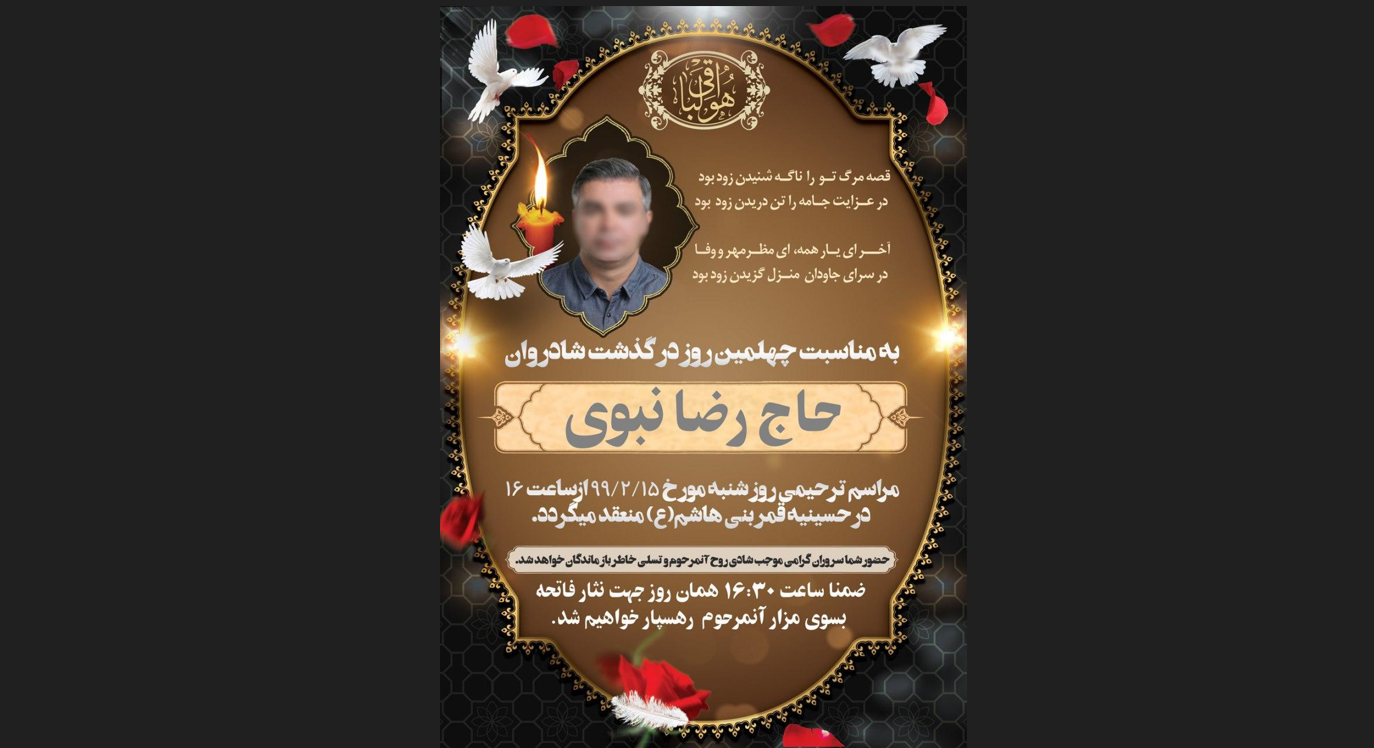 هوالباقی
قصه مرگ تو را ناگه شنیدن زود بود
در عزایت جامه را تن دریدن زود بود
آخر ای یار همه، ای مظهر مهر و وفا
در سرای جاودان منزل گزیدن زود بود
به مناسبت چهلمین روز درگذشت شادروان
حاج رضا نبوی
مراسم ترحیمی روز شنبه مورخ ۹۹/۲/۱۵ ازساعت ۱۶
در حسینیه قمر بنی هاشم(ع) منعقد میگردد.
حضور شما سروران گرامی موجب شادی روح آنمرحوم و تسلی خاطر بازماندگان خواهد شد.
ضمنا ساعت ۱۶:۳۰ همان روز جهت نثار فاتحه
بسوی مزار آنمرحوم رهسپار خواهیم شد.